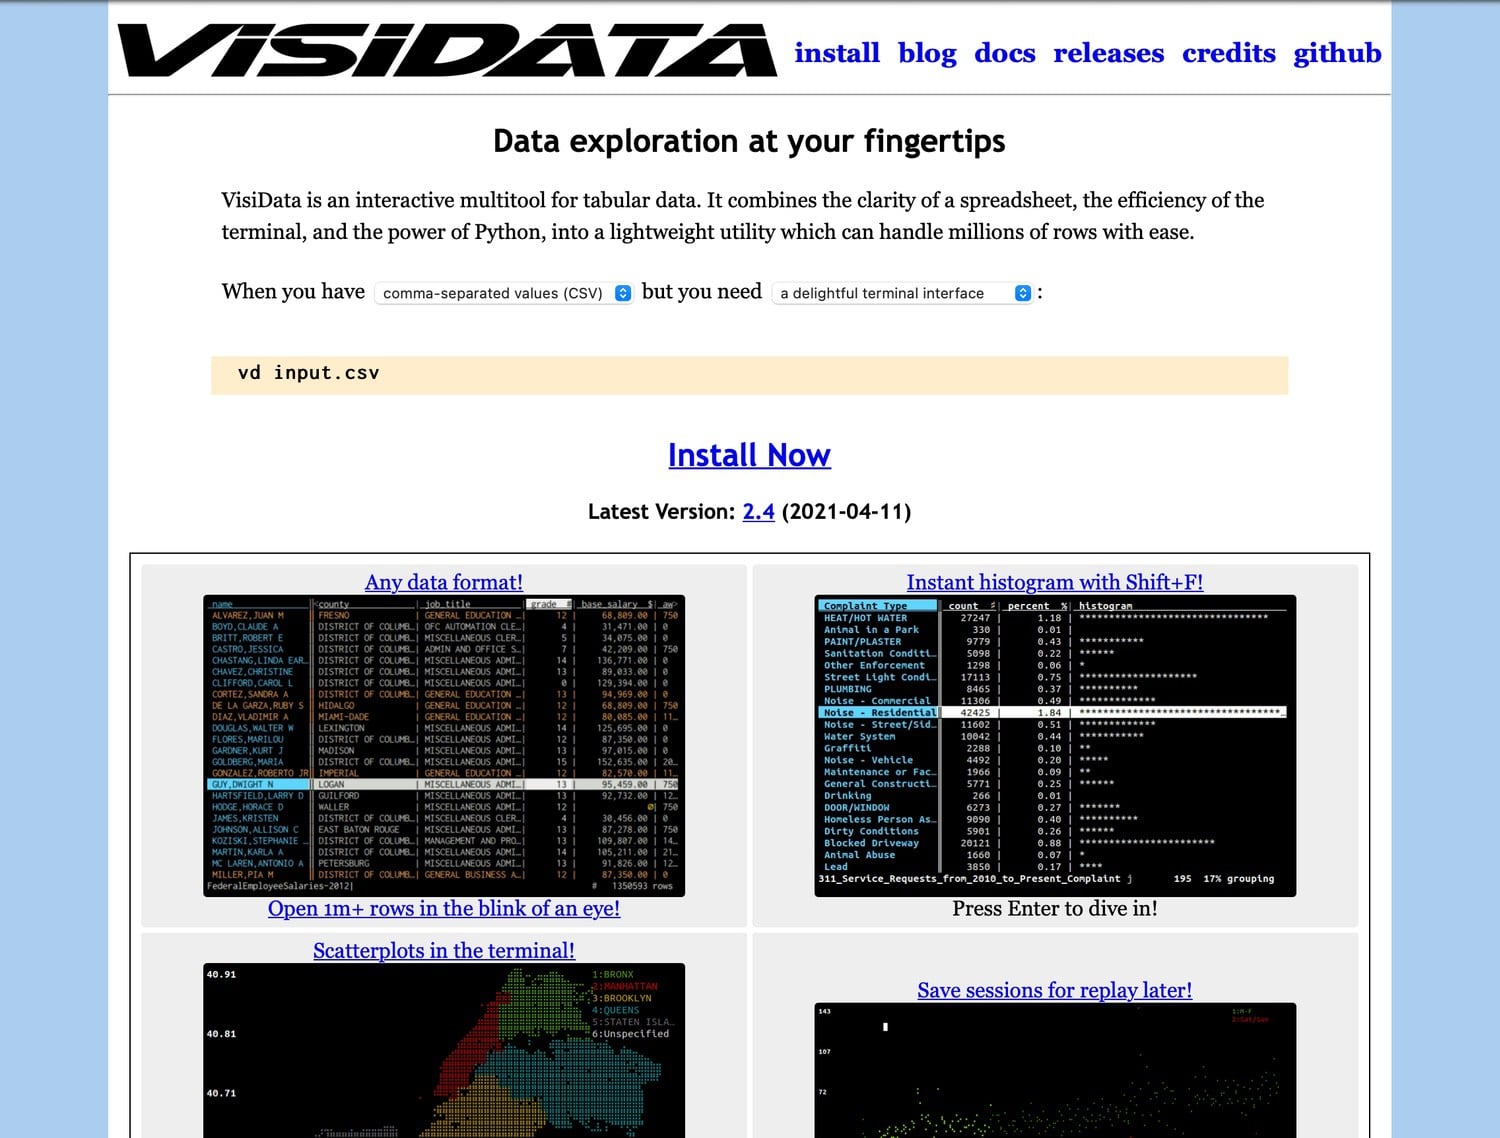 VISIDATA install blog docs releases credits github
Data exploration at your fingertips
VisiData is an interactive multitool for tabular data. It combines the clarity of a spreadsheet, the efficiency of the
terminal, and the power of Python, into a lightweight utility which can handle millions of rows with ease.
When you have comma-separated values (CSV) but you need a delightful terminal interface :
vd input.csv
Install Now
Latest Version: 2.4 (2021-04-11)
Any data format!
name county job title grade # base salary $ aw>
ALVAREZ,JUAN M FRESNO GENERAL EDUCATION … 12 68,809.00 750
BOYD,CLAUDE A DISTRICT OF COLUMB… OFC AUTOMATION CLE… 4 31,471.00 0
BRITT,ROBERT E DISTRICT OF COLUMB… MISCELLANEOUS CLER… 5 34,075.00 0
CASTRO,JESSICA DISTRICT OF COLUMB… ADMIN AND OFFICE S… 7 42,209.00 750
CHASTANG,LINDA EAR… DISTRICT OF COLUMB… MISCELLANEOUS ADMI… 14 136,771.00 0
CHAVEZ,CHRISTINE DISTRICT OF COLUMB… MISCELLANEOUS ADMI… 13 89,033.00 0
CLIFFORD,CAROL L DISTRICT OF COLUMB… MISCELLANEOUS ADMI… 0 129,394.00 0
CORTEZ,SANDRA A DISTRICT OF COLUMB… GENERAL EDUCATION … 13 94,969.00 0
DE LA GARZA,RUBY S HIDALGO GENERAL EDUCATION … 12 68,809.00 750
DIAZ,VLADIMIR A MIAMI-DADE GENERAL EDUCATION … 12 80,085.00 11…
DOUGLAS,WALTER W LEXINGTON MISCELLANEOUS ADMI… 14 125,695.00 0
FLORES,MARILOU DISTRICT OF COLUMB… MISCELLANEOUS ADMI… 12 87,350.00 0
GARDNER,KURT J MADISON MISCELLANEOUS ADMI… 13 97,015.00 0
GOLDBERG,MARIA DISTRICT OF COLUMB… MISCELLANEOUS ADMI… 15 152,635.00 20…
GONZALEZ,ROBERTO JR IMPERIAL GENERAL EDUCATION … 12 82,570.00 11…
GUY,DWIGHT N LOGAN MISCELLANEOUS ADMI… 13 95,459.00 750
HARTSFIELD,LARRY D GUILFORD MISCELLANEOUS ADMI… 13 92,732.00 12…
HODGE,HORACE D WALLER MISCELLANEOUS ADMI… 12 750
JAMES,KRISTEN DISTRICT OF COLUMB… MISCELLANEOUS CLER… 4 30,456.00 0
JOHNSON,ALLISON C EAST BATON ROUGE MISCELLANEOUS ADMI… 13 87,278.00 750
KOZISKI,STEPHANIE … DISTRICT OF COLUMB… MANAGEMENT AND PRO… 13 109,807.00 14…
MARTIN,KARLA A DISTRICT OF COLUMB… MISCELLANEOUS ADMI… 14 105,211.00 21…
MC LAREN,ANTONIO A PETERSBURG MISCELLANEOUS ADMI… 13 91,826.00 12…
MILLER,PIA M DISTRICT OF COLUMB… GENERAL BUSINESS A… 12 87,350.00 0
FederalEmployeeSalaries-2012| # 1350593 rows
Open 1m+ rows in the blink of an eye!
Instant histogram with Shift+F!
Complaint Type count percent % histogram
HEAT/HOT WATER 27247 1.18 ********************************
Animal in a Park 330 0.01
PAINT/PLASTER 9779 0.43 ***********
Sanitation Conditi… 5098 0.22 ******
Other Enforcement 1298 0.06 *
Street Light Condi… 17113 0.75 ********************
PLUMBING 8465 0.37 **********
Noise - Commercial 11306 0.49 *************
Noise - Residential 42425 1.84 **********************************…
Noise - Street/Sid… 11602 0.51 *************
Water System 10042 0.44 ***********
Graffiti 2288 0.10 **
Noise - Vehicle 4492 0.20 *****
Maintenance or Fac… 1966 0.09 **
General Constructi… 5771 0.25 ******
Drinking 266 0.01
DOOR/WINDOW 6273 0.27 *******
Homeless Person As… 9090 0.40 **********
Dirty Conditions 5901 0.26 ******
Blocked Driveway 20121 0.88 ***********************
Animal Abuse 1660 0.07 *
Lead 3850 0.17 ****
311_Service_Requests_from_2010_to_Present_Complaint j 195 17% grouping
Press Enter to dive in!
Scatterplots in the terminal!
40.91
1:BRONX
2:MANHATTAN
3:BROOKLYN
4:QUEENS
5:STATEN ISLA…
6:Unspecified
40.81
40.71
Save sessions for replay later!
143
1:M-F
2:Sat/Sun
107
72